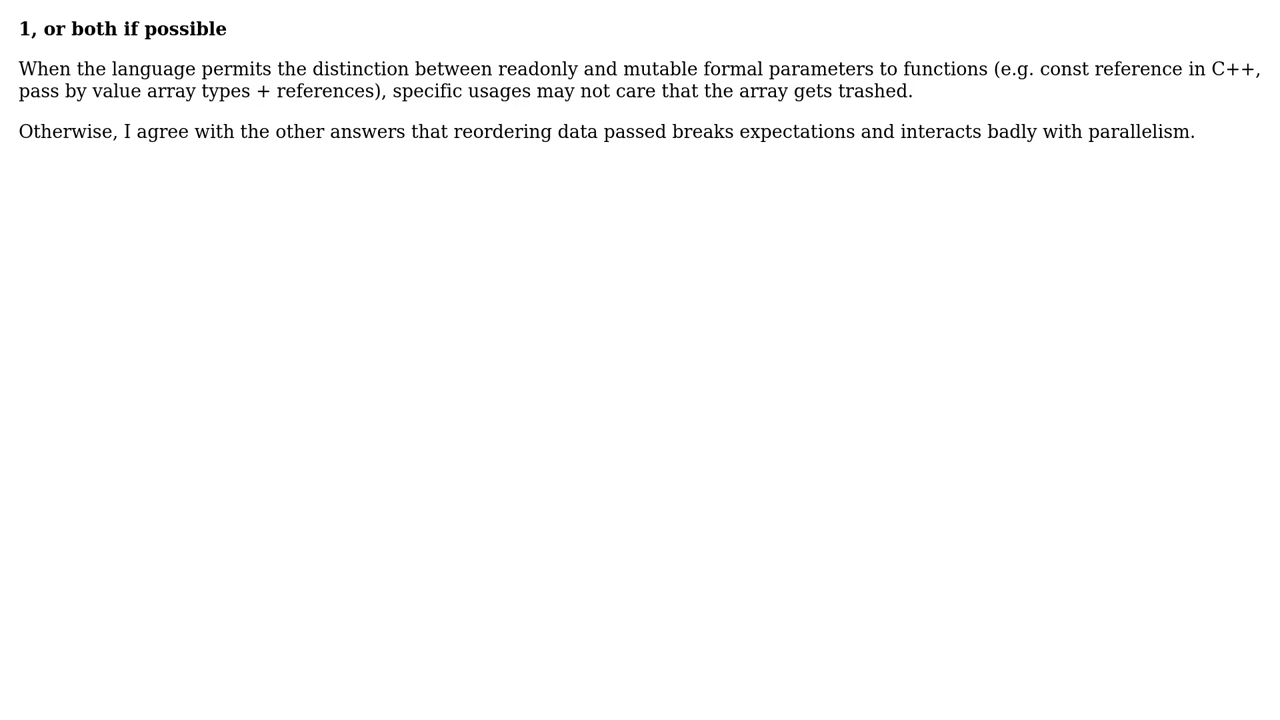 1, or both if possible
When the language permits the distinction between readonly and mutable formal parameters to functions (e.g. const reference in C++,
pass by value array types + references), specific usages may not care that the array gets trashed.
Otherwise, I agree with the other answers that reordering data passed breaks expectations and interacts badly with parallelism.